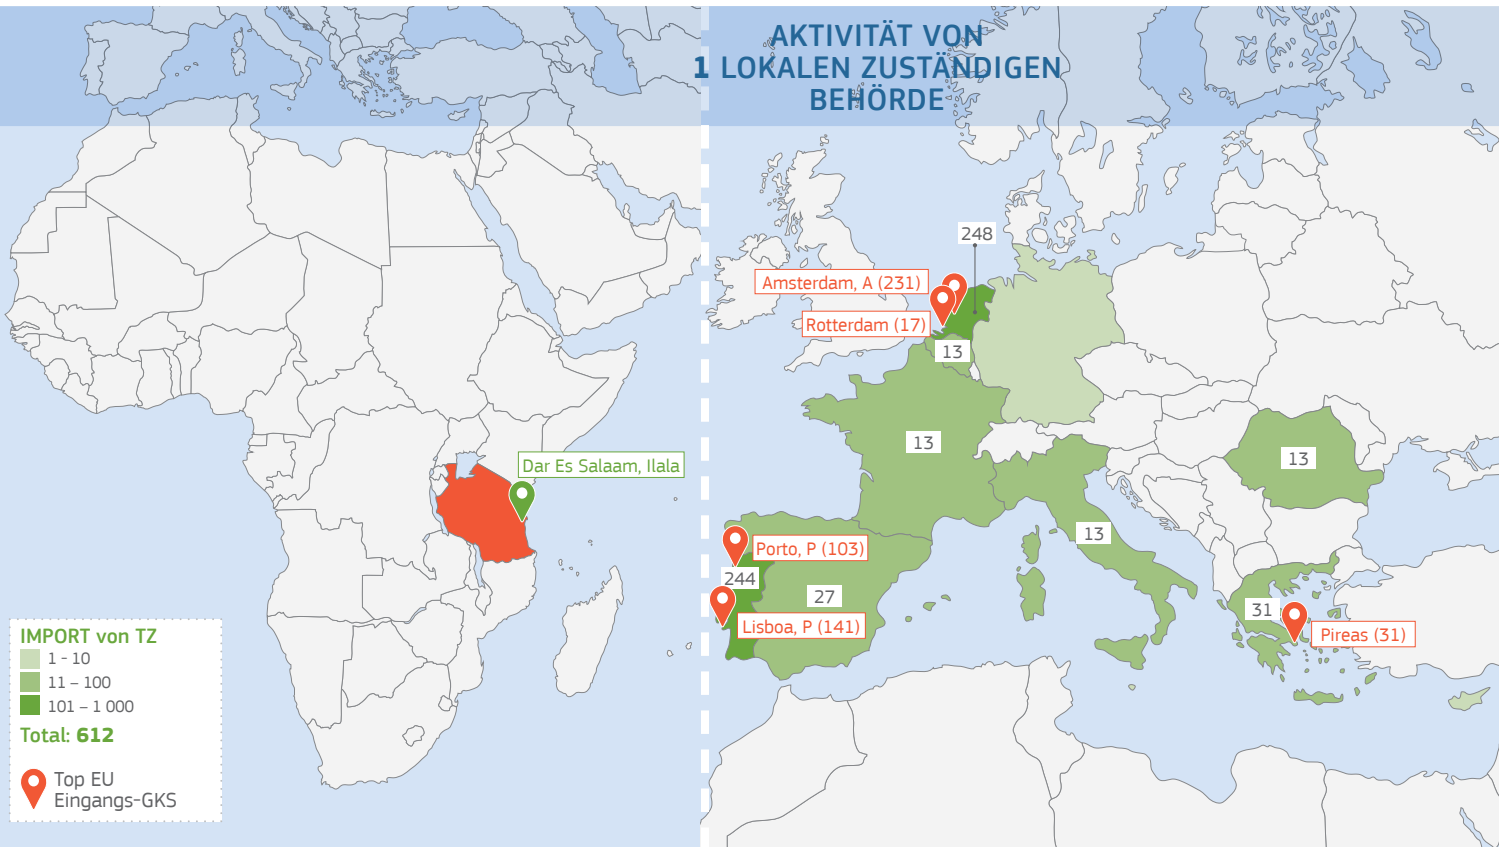 AKTIVITÄT VON
1 LOKALEN ZUSTÄNDIGEN
BEHÖRDE
248
Amsterdam, A (231)
Rotterdam (17)
13
13
13
13
Dar Es Salaam, Ilala
Porto, P (103)
244
27
Lisboa, P (141)
31
Pireas (31)
IMPORT von TZ
1 - 10
11 – 100
101 – 1 000
Total: 612
Top EU
Eingangs-GKS